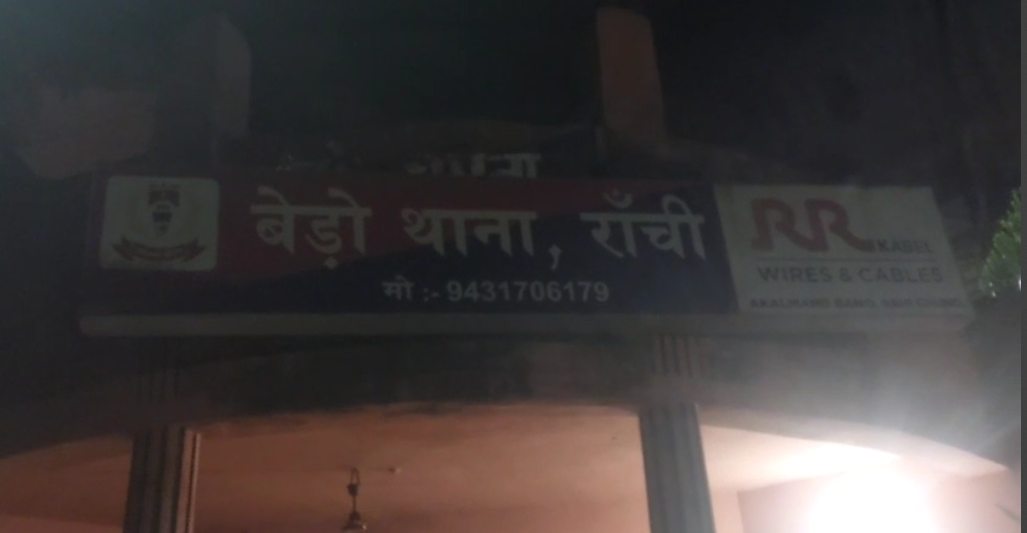 बेड़ो थाना, राँची
मो :- 9431706179
RR KABEL
WIRES & CABLES